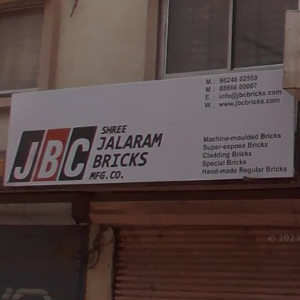 M.: 98248 02559
M.: 88666 00067
E.: info@jbcbricks.com
W.: www.jbcbricks.com
JBC
SHREE
JALARAM
BRICKS
MFG.CO.
Machine-moulded Bricks
Super-expose Bricks
Cladding Bricks
Special Bricks
Hand-made Regular Bricks